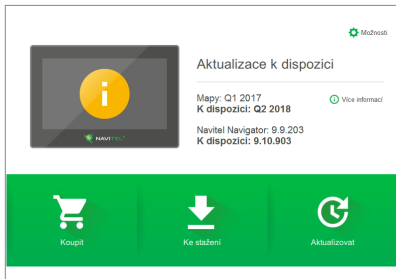 Možnosti
Aktualizace k dispozici
Mapy: Q1 2017
K dispozici: Q2 2018
Více informací
Navitel Navigator: 9.9.203
K dispozici: 9.10.903
NAVITEL
Koupit
Ke stažení
Aktualizovat